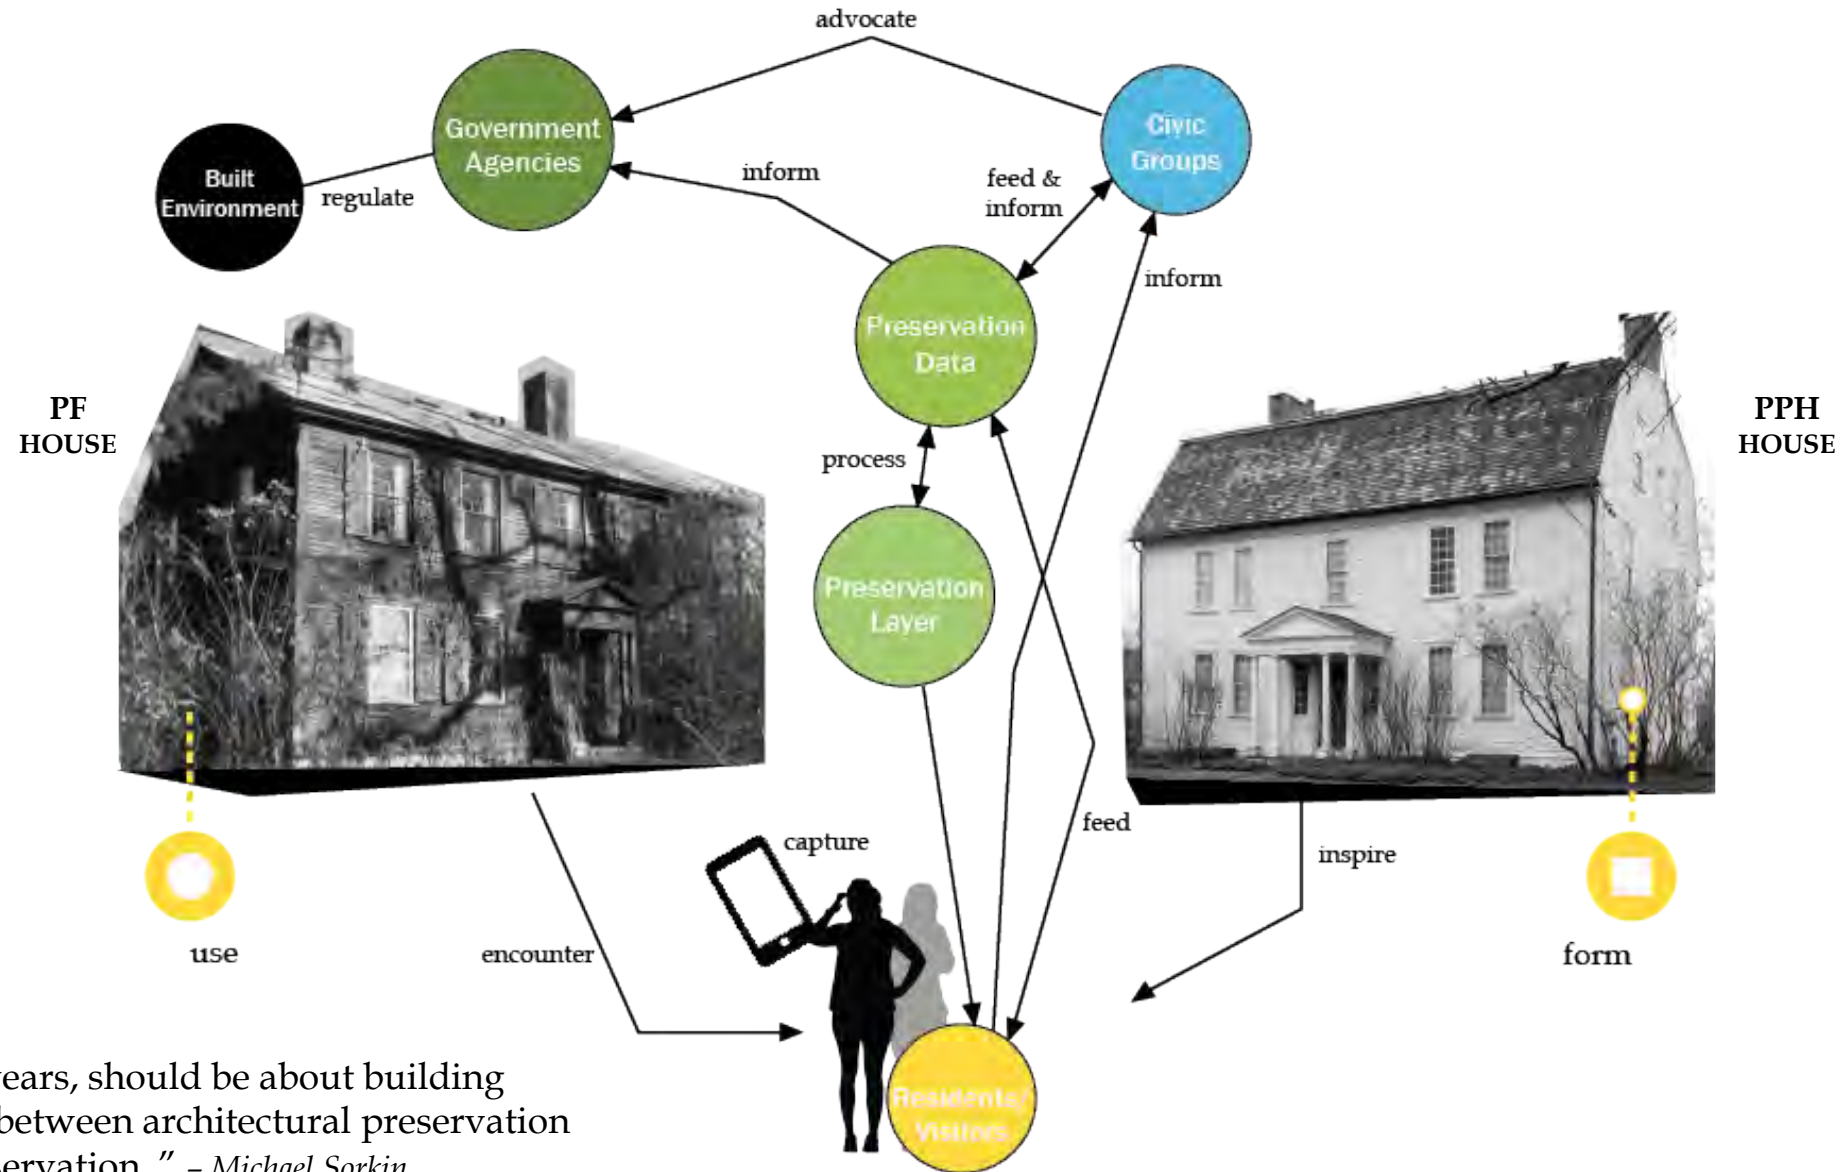 advocate
Government
Agencies
Civic
Groups
Built
Environment
regulate
inform
feed &
inform
inform
Preservation
Data
PF
HOUSE
PPH
HOUSE
process
Preservation
Layer
capture
feed
inspire
use
encounter
form
Residents/
Visitors
years, should be about building
between architectural preservation
servation. ” – Michael Sorkin